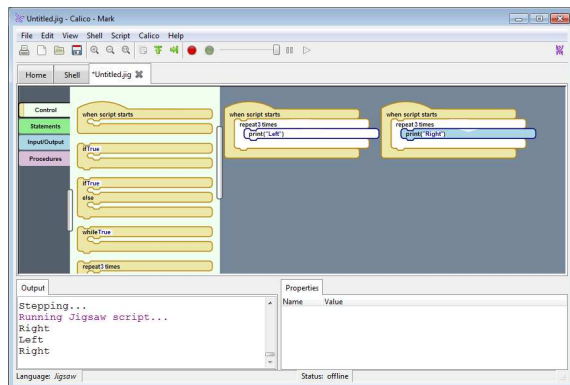 Untitled.jig - Calico - Mark
File Edit View Shell Script Calico Help
Home Shell *Untitled.jig
Control
Statements
Input/Output
Procedures
when script starts
ifTrue
ifTrue
else
whileTrue
repeat3 times
when script starts
repeat3 times
print("Left")
when script starts
repeat3 times
print("Right")
Output
Stepping...
Running Jigsaw script...
Right
Left
Right
Properties
Name Value
Language: Jigsaw
Status: offline